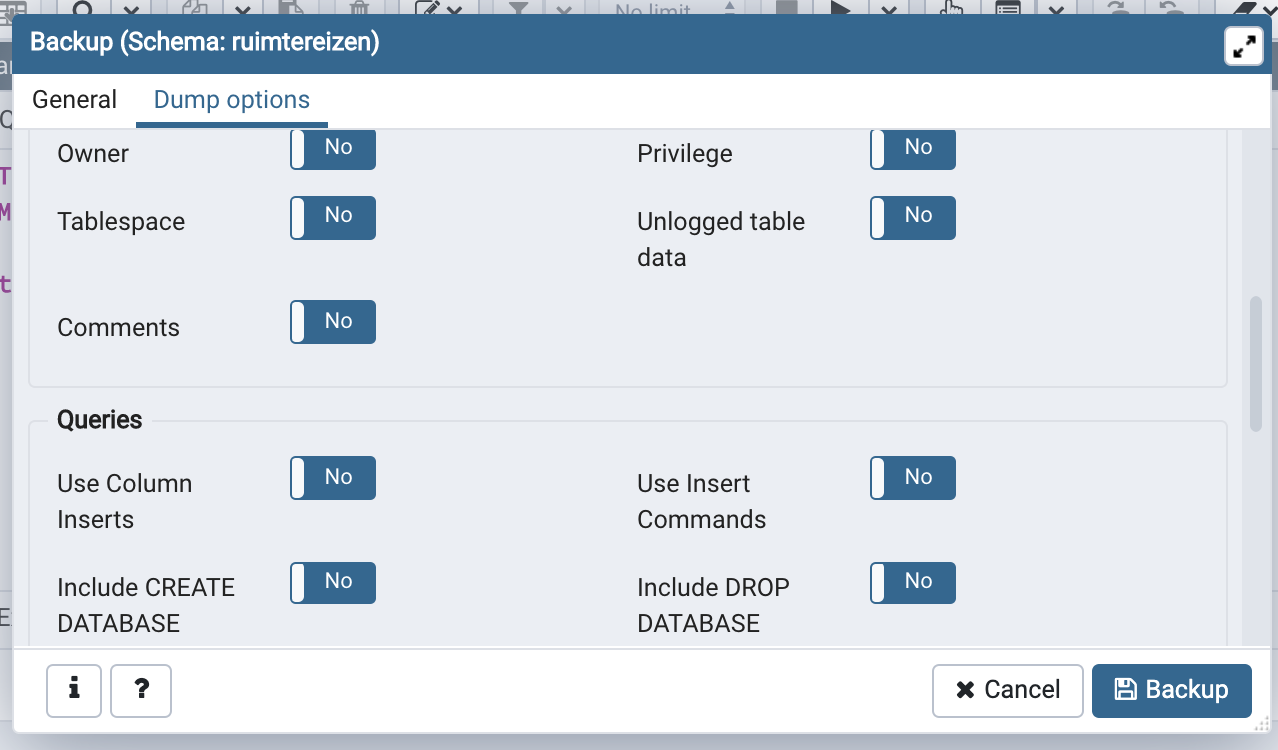 No limit
Backup (Schema: ruimtereizen)
General Dump options
Owner No Privilege No
Tablespace No Unlogged table data No
Comments No
Queries
Use Column Inserts No Use Insert Commands No
Include CREATE DATABASE No Include DROP DATABASE No
i ? Cancel Backup